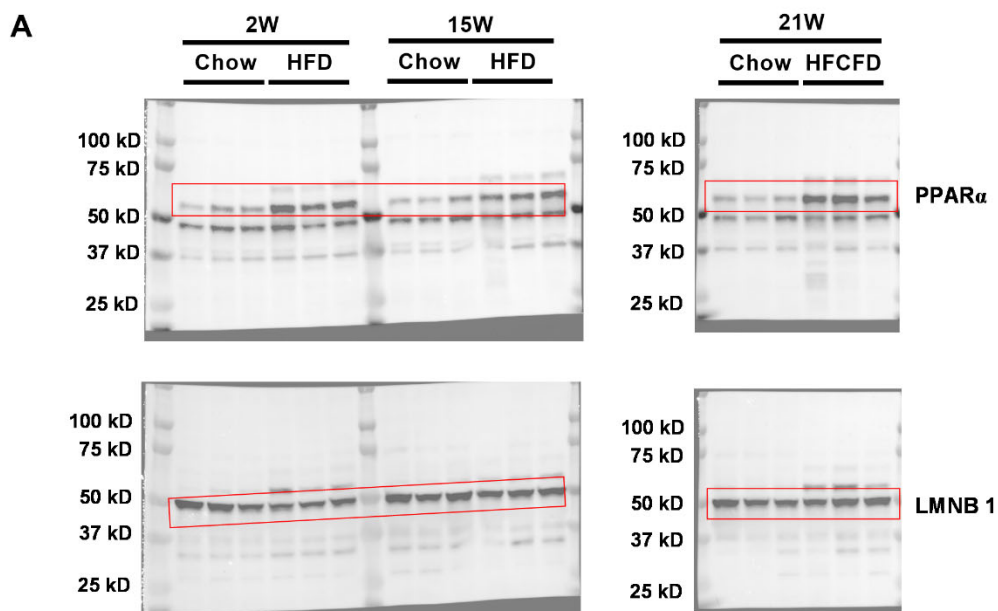 A
2W 15W 21W
Chow HFD Chow HFD Chow HFCFD
100 kD 100 kD
75 kD 75 kD
PPARα
50 kD 50 kD
37 kD 37 kD
25 kD 25 kD
100 kD 100 kD
75 kD 75 kD
50 kD 50 kD LMNB 1
37 kD 37 kD
25 kD 25 kD